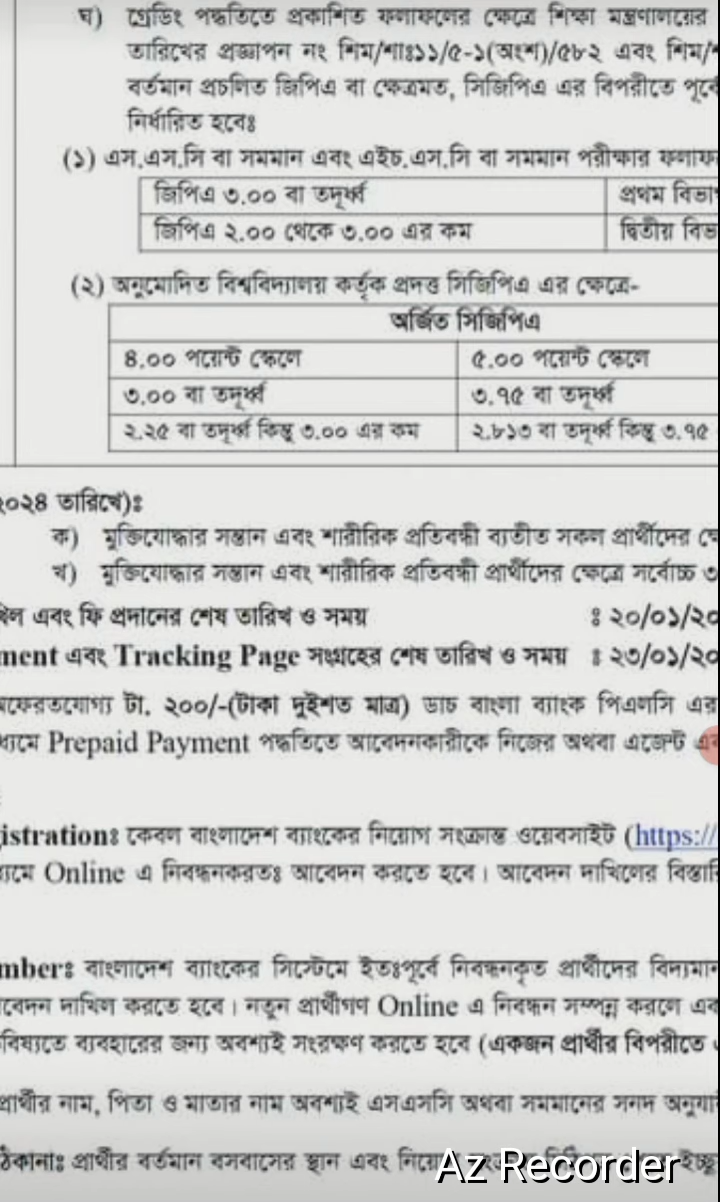 ঘ) গ্রেডিং পদ্ধতিতে প্রকাশিত ফলাফলের ক্ষেত্রে শিক্ষা মন্ত্রণালয়ের
তারিখের প্রজ্ঞাপন নং শিম/শাঃ১১/৫-১(অংশ)/৫৮২ এবং শিম/
বর্তমান প্রচলিত জিপিএ বা ক্ষেত্রমত, সিজিপিএ এর বিপরীতে পূর্বে
নির্ধারিত হবেঃ
(১) এস.এস.সি বা সমমান এবং এইচ.এস.সি বা সমমান পরীক্ষার ফলাফ
জিপিএ ৩.০০ বা তদূর্ধ্ব প্রথম বিভা
জিপিএ ২.০০ থেকে ৩.০০ এর কম দ্বিতীয় বিভ
(২) অনুমোদিত বিশ্ববিদ্যালয় কর্তৃক প্রদত্ত সিজিপিএ এর ক্ষেত্রে-
অর্জিত সিজিপিএ
৪.০০ পয়েন্ট স্কেলে ৫.০০ পয়েন্ট স্কেলে
৩.০০ বা তদূর্ধ্ব ৩.৭৫ বা তদূর্ধ্ব
২.২৫ বা তদূর্ধ্ব কিন্তু ৩.০০ এর কম ২.৮১৩ বা তদূর্ধ্ব কিন্তু ৩.৭৫
২০২৪ তারিখে)ঃ
ক) মুক্তিযোদ্ধার সন্তান এবং শারীরিক প্রতিবন্ধী ব্যতীত সকল প্রার্থীদের ক্ষে
খ) মুক্তিযোদ্ধার সন্তান এবং শারীরিক প্রতিবন্ধী প্রার্থীদের ক্ষেত্রে সর্বোচ্চ ৩
খিল এবং ফি প্রদানের শেষ তারিখ ও সময় ঃ ২০/০১/২০
ment এবং Tracking Page সংগ্রহের শেষ তারিখ ও সময় ঃ ২৩/০১/২০
অফেরতযোগ্য টা. ২০০/-(টাকা দুইশত মাত্র) ডাচ বাংলা ব্যাংক পিএলসি এর
ধ্যমে Prepaid Payment পদ্ধতিতে আবেদনকারীকে নিজের অথবা এজেন্ট এ
istrationঃ কেবল বাংলাদেশ ব্যাংকের নিয়োগ সংক্রান্ত ওয়েবসাইট (https://
্যমে Online এ নিবন্ধনকরতঃ আবেদন করতে হবে। আবেদন দাখিলের বিস্তারি
mberঃ বাংলাদেশ ব্যাংকের সিস্টেমে ইতঃপূর্বে নিবন্ধনকৃত প্রার্থীদের বিদ্যমান
বেদন দাখিল করতে হবে। নতুন প্রার্থীগণ Online এ নিবন্ধন সম্পন্ন করলে এক
বিষ্যতে ব্যবহারের জন্য অবশ্যই সংরক্ষণ করতে হবে (একজন প্রার্থীর বিপরীতে
প্রার্থীর নাম, পিতা ও মাতার নাম অবশ্যই এসএসসি অথবা সমমানের সনদ অনুযা
ঠিকানাঃ প্রার্থীর বর্তমান বসবাসের স্থান এবং নিয়ো
Az Recorder
ইচ্ছু